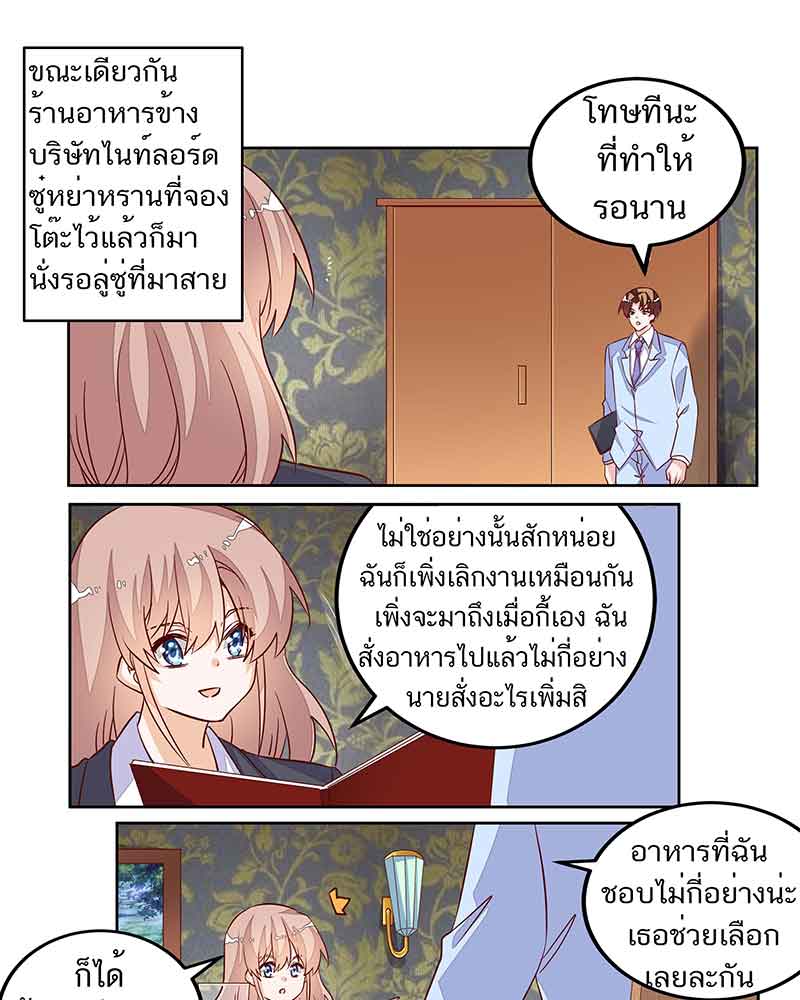 ขณะเดียวกัน
ร้านอาหารข้าง
บริษัทไนท์ลอร์ด
ซู๋หย่าหรานที่จอง
โต๊ะไว้แล้วก็มา
นั่งรอลู่ซู่ที่มาสาย
โทษทีนะ
ที่ทำให้
รอนาน
ไม่ใช่อย่างนั้นสักหน่อย
ฉันก็เพิ่งเลิกงานเหมือนกัน
เพิ่งจะมาถึงเมื่อกี้เอง ฉัน
สั่งอาหารไปแล้วไม่กี่อย่าง
นายสั่งอะไรเพิ่มสิ
อาหารที่ฉัน
ชอบไม่กี่อย่างน่ะ
เธอช่วยเลือก
เลยละกัน
ก็ได้